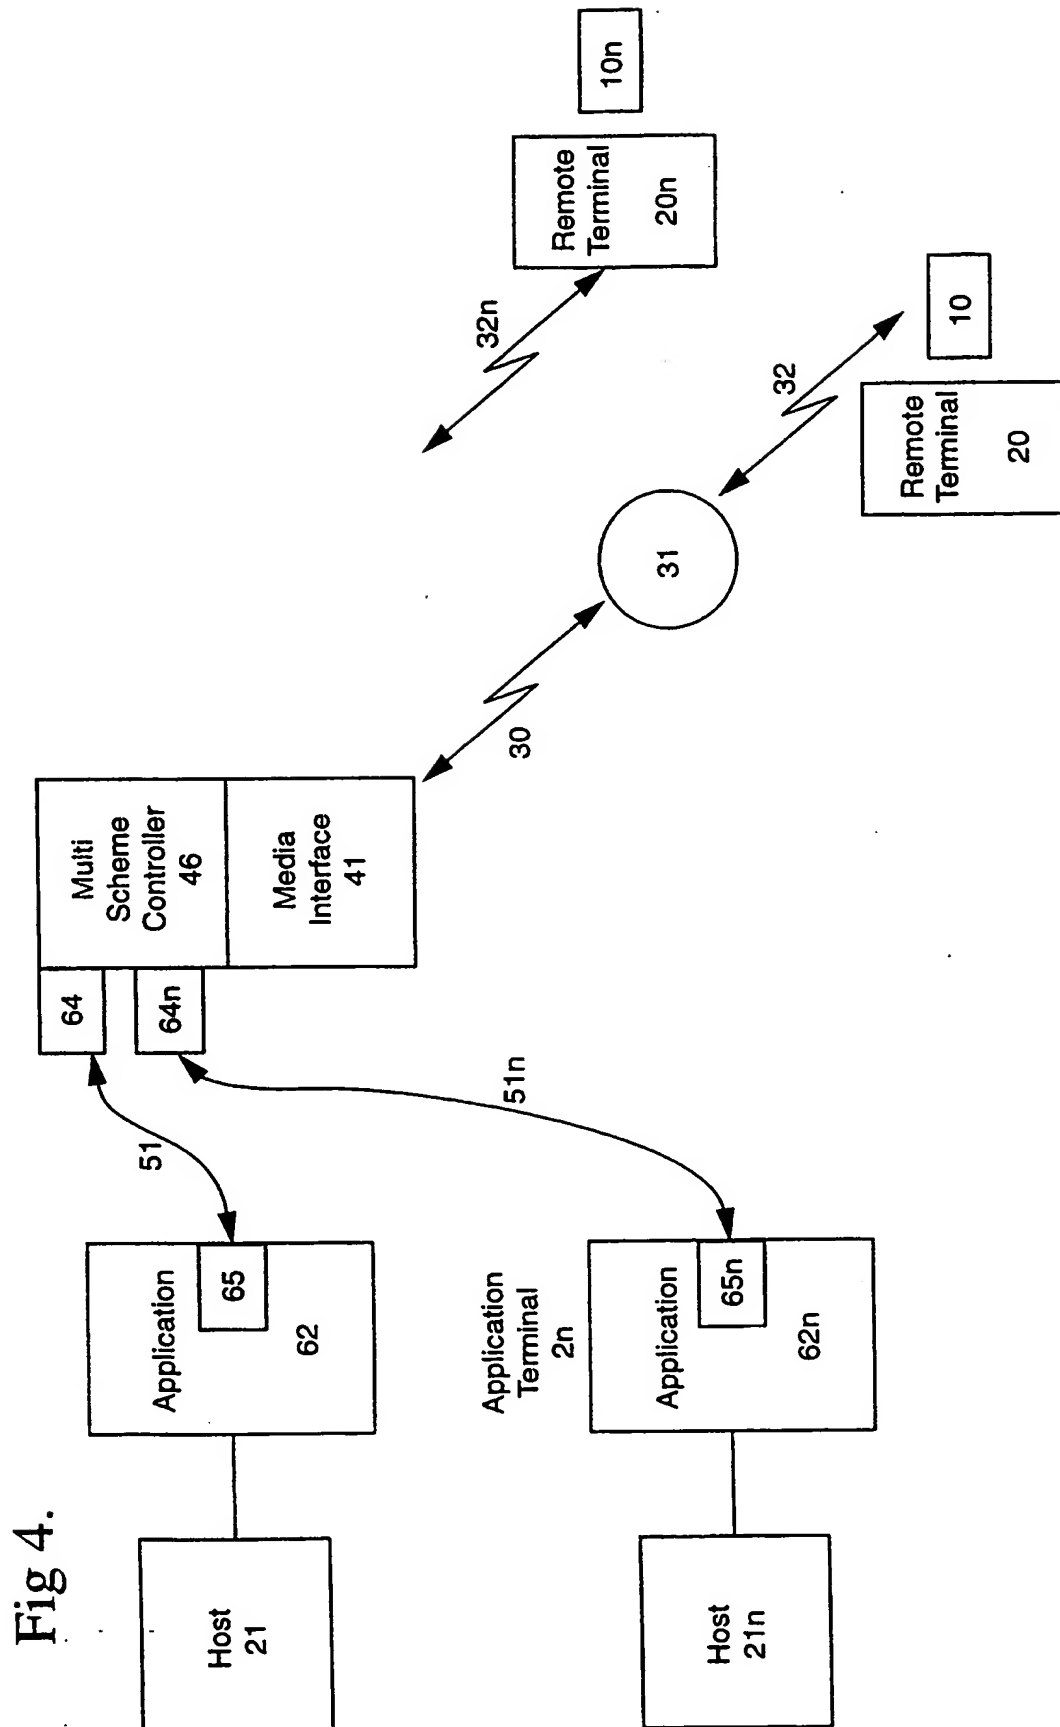 Fig 4.
Host
21
Application
65
62
51
64
64n
Multi
Scheme
Controller
46
Media
Interface
41
30
31
32
32n
Remote
Terminal
20n
10n
Remote
Terminal
20
10
Host
21n
Application
Terminal
2n
Application
65n
62n
51n